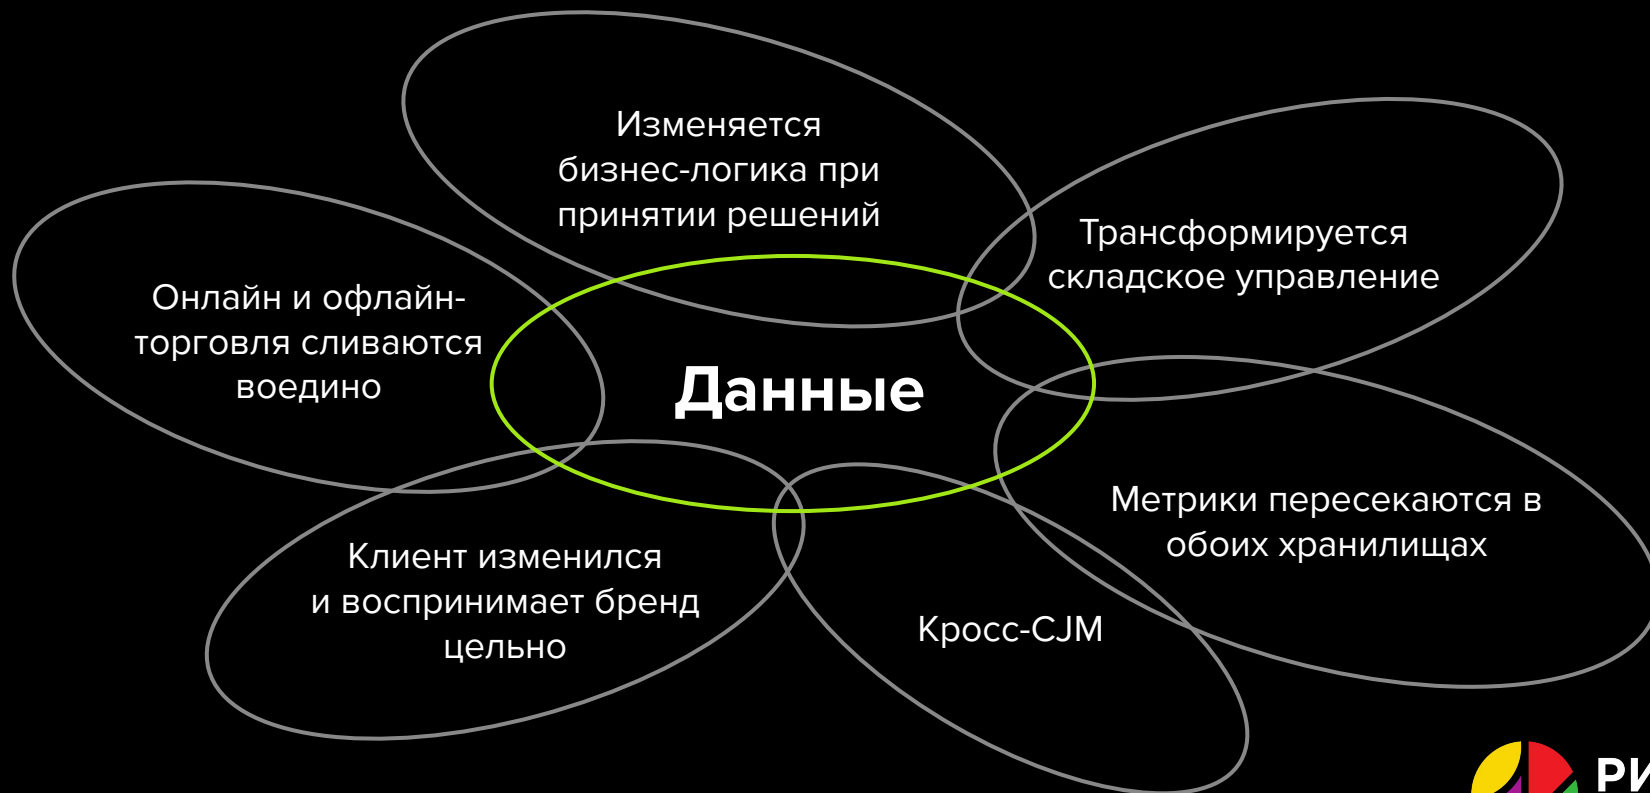 Изменяется
бизнес-логика при
принятии решений
Трансформируется
складское управление
Онлайн и офлайн-
торговля сливаются
воедино
Данные
Метрики пересекаются в
обоих хранилищах
Клиент изменился
и воспринимает бренд
цельно
Кросс-CJM
РИ